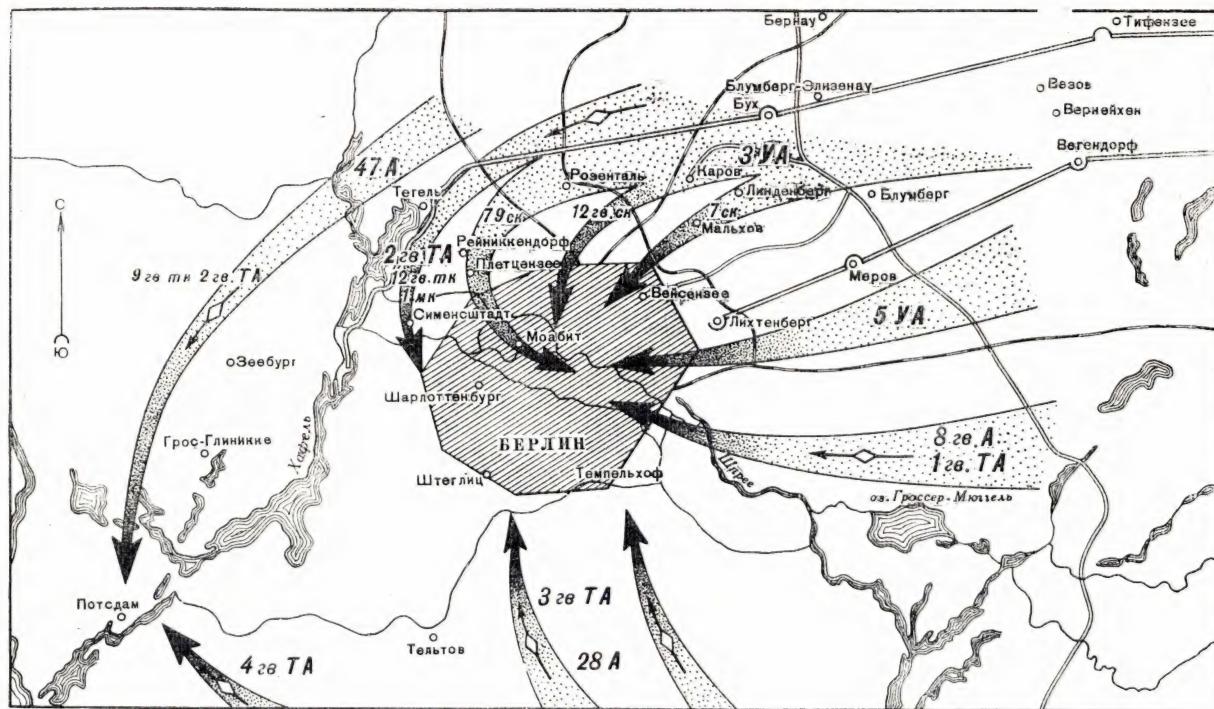 Бернау
Тифензее
Блумберг-Элизенау
Везов
Бух
Вернейхен
Вегендорф
47 А
3 УА
Розенталь
Каров
Тегель
Линденберг
Блумберг
С
79 ск
12 гв. ск
7 ск
Мальхов
Рейниккендорф
2 гв. ТА
Плетцензее
9 гв тк 2 гв. ТА
12 гв. тк
1 мк
Меров
Вейсензее
Сименсштадт
Лихтенберг
5 УА
Ю
Моабит
Зеебург
Шарлоттенбург
Хафель
БЕРЛИН
8 гв. А
Грос-Глиникке
1 гв. ТА
Штеглиц
Темпельхоф
Шпрее
оз. Гроссер-Мюггель
3 гв ТА
Потсдам
Тельтов
28 А
4 гв ТА